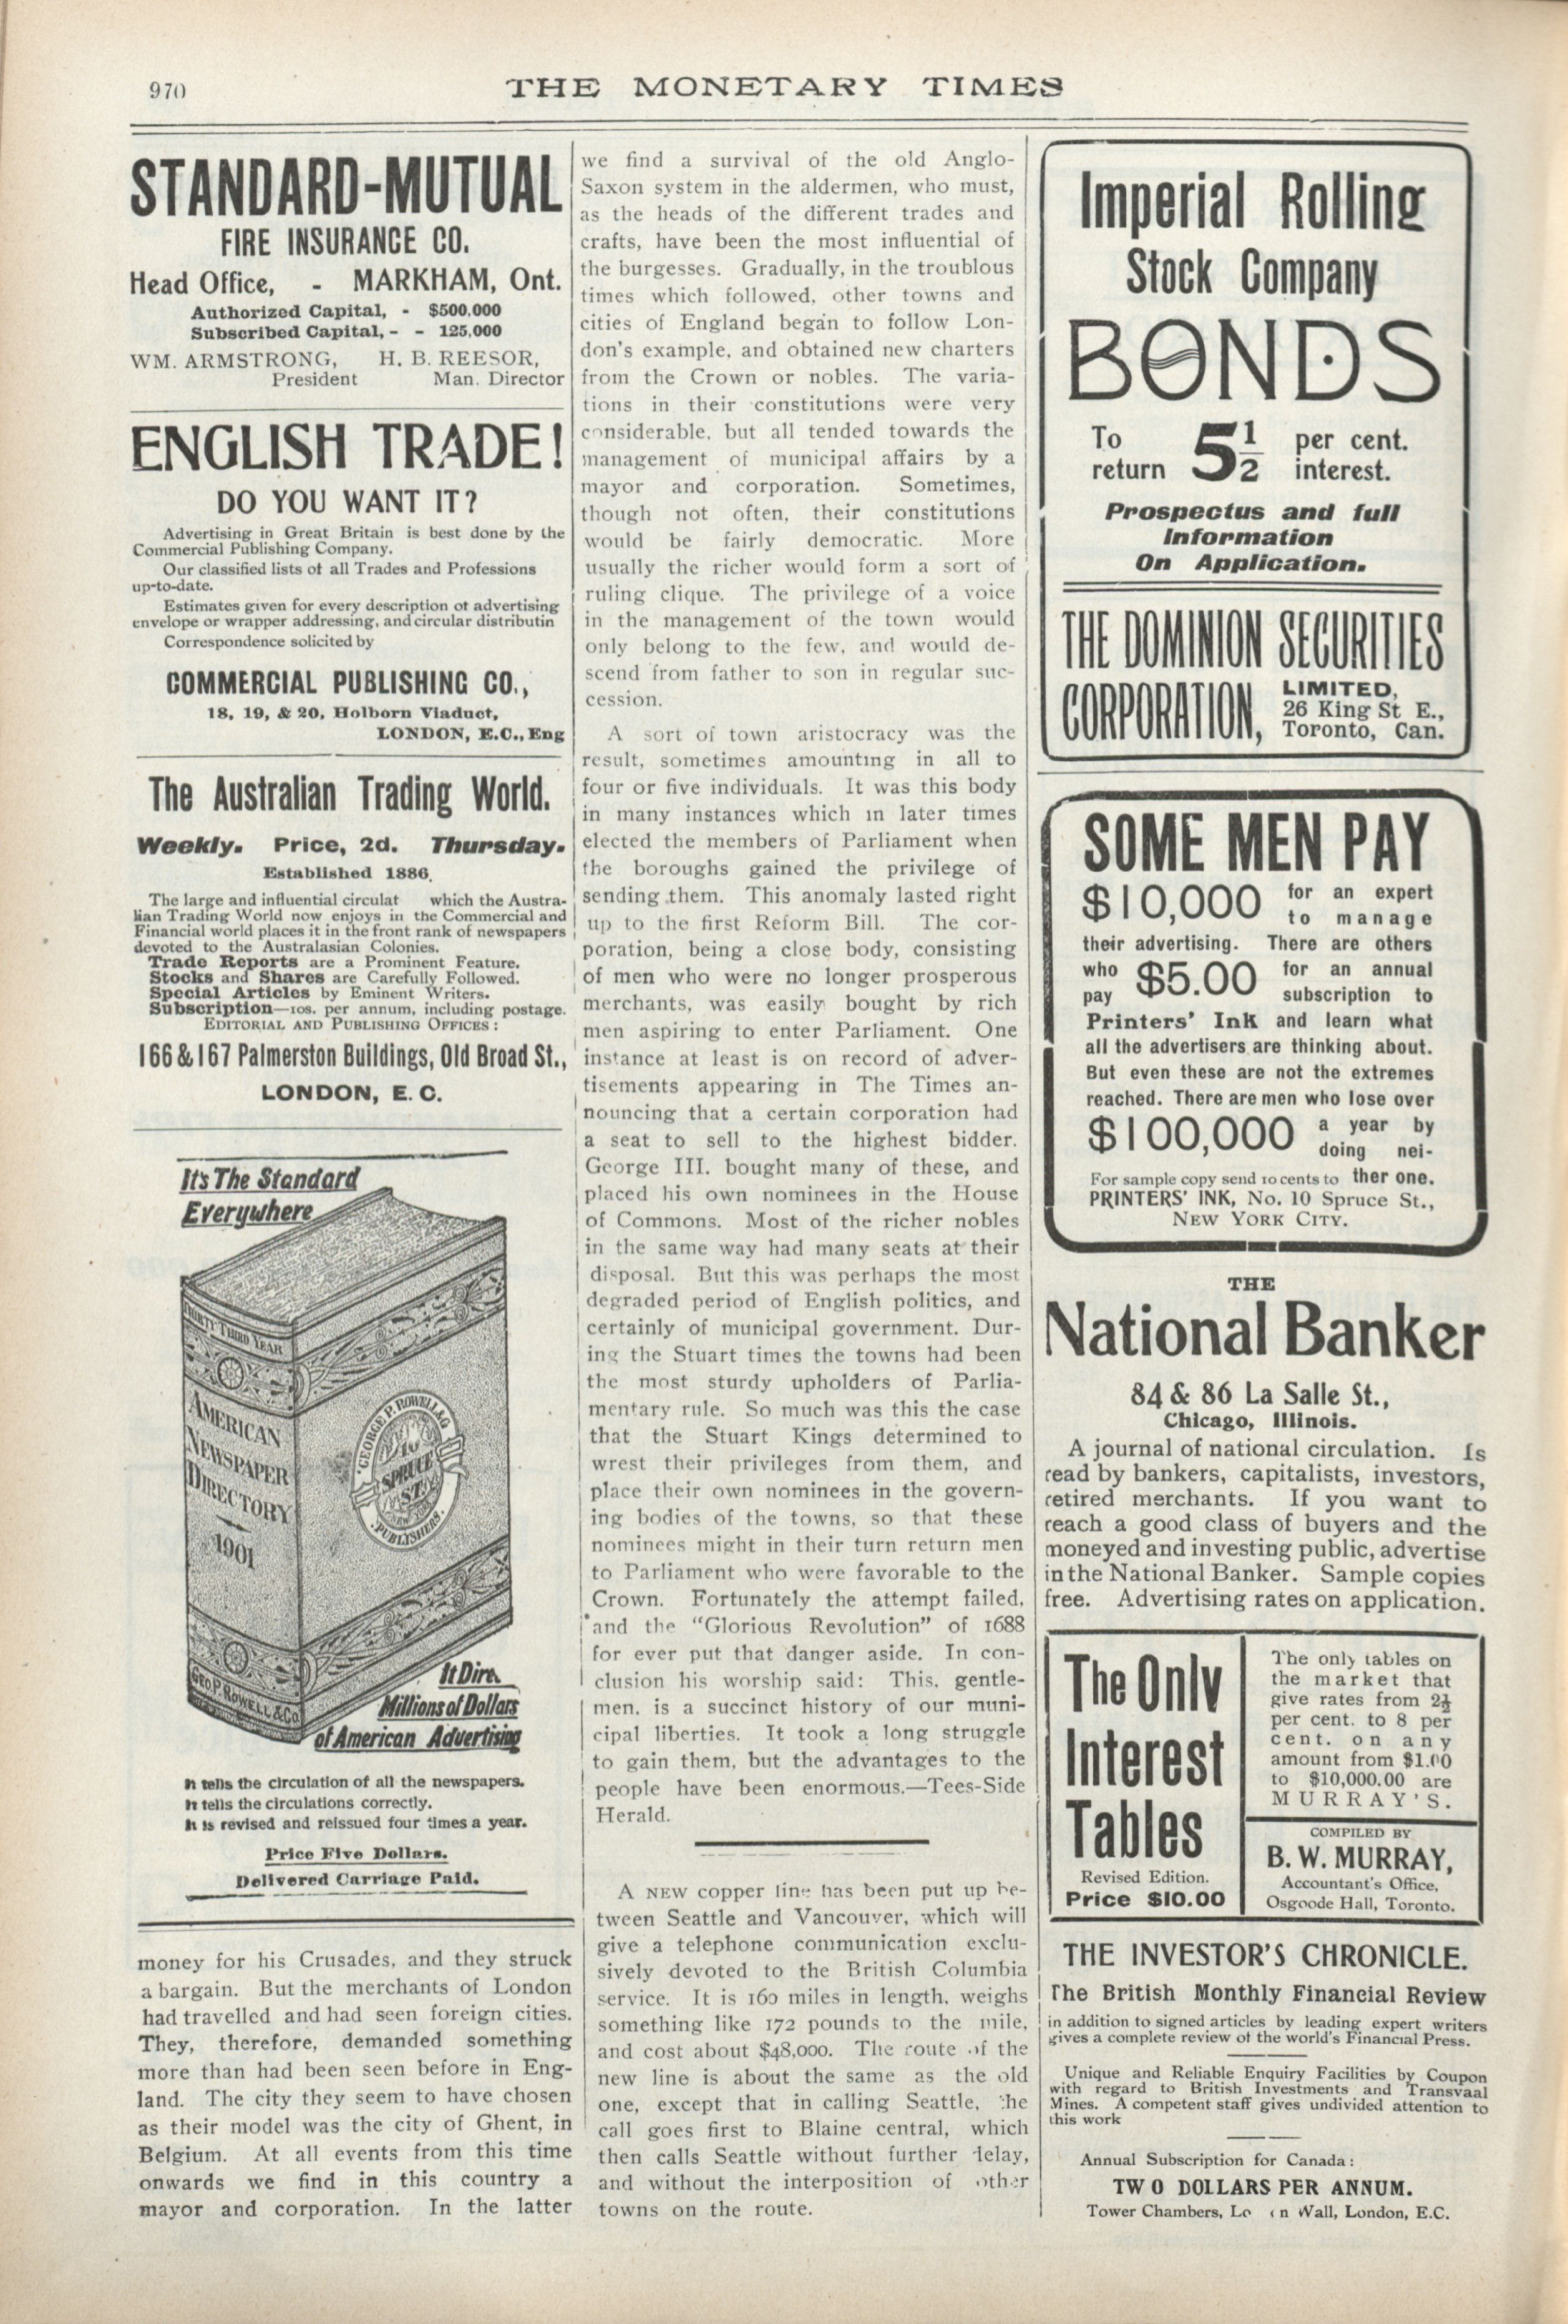 970
THE MONETARY TIMES
STANDARD-MUTUAL
FIRE INSURANCE CO.
Head Office, - MARKHAM, Ont.
Authorized Capital, - $500,000
Subscribed Capital, - - 125,000
WM. ARMSTRONG, H. B. REESOR,
President Man. Director
ENGLISH TRADE!
DO YOU WANT IT?
Advertising in Great Britain is best done by the
Commercial Publishing Company.
Our classified lists of all Trades and Professions
up-to-date.
Estimates given for every description of advertising
envelope or wrapper addressing, and circular distributin
Correspondence solicited by
COMMERCIAL PUBLISHING CO.,
18, 19, & 20, Holborn Viaduct,
LONDON, E.C., Eng
The Australian Trading World.
Weekly. Price, 2d. Thursday.
Established 1886.
The large and influential circulat which the Austra-
lian Trading World now enjoys in the Commercial and
Financial world places it in the front rank of newspapers
devoted to the Australasian Colonies.
Trade Reports are a Prominent Feature.
Stocks and Shares are Carefully Followed.
Special Articles by Eminent Writers.
Subscription—10s. per annum, including postage.
EDITORIAL AND PUBLISHING OFFICES:
166 & 167 Palmerston Buildings, Old Broad St.,
LONDON, E. C.
It's The Standard
Everywhere
THIRTY THIRD YEAR
AMERICAN
NEWSPAPER
DIRECTORY
1901
GEORGE P. ROWELL & CO
10
SPRUCE
ST.
NEW YORK
PUBLISHERS.
GEO. P. ROWELL & Co.
It Dire
Millions of Dollars
of American Advertising
It tells the circulation of all the newspapers.
It tells the circulations correctly.
It is revised and reissued four times a year.
Price Five Dollars.
Delivered Carriage Paid.
money for his Crusades, and they struck
a bargain. But the merchants of London
had travelled and had seen foreign cities.
They, therefore, demanded something
more than had been seen before in Eng-
land. The city they seem to have chosen
as their model was the city of Ghent, in
Belgium. At all events from this time
onwards we find in this country a
mayor and corporation. In the latter
we find a survival of the old Anglo-
Saxon system in the aldermen, who must,
as the heads of the different trades and
crafts, have been the most influential of
the burgesses. Gradually, in the troublous
times which followed, other towns and
cities of England began to follow Lon-
don's example, and obtained new charters
from the Crown or nobles. The varia-
tions in their constitutions were very
considerable, but all tended towards the
management of municipal affairs by a
mayor and corporation. Sometimes,
though not often, their constitutions
would be fairly democratic. More
usually the richer would form a sort of
ruling clique. The privilege of a voice
in the management of the town would
only belong to the few, and would de-
scend from father to son in regular suc-
cession.
A sort of town aristocracy was the
result, sometimes amounting in all to
four or five individuals. It was this body
in many instances which in later times
elected the members of Parliament when
the boroughs gained the privilege of
sending them. This anomaly lasted right
up to the first Reform Bill. The cor-
poration, being a close body, consisting
of men who were no longer prosperous
merchants, was easily bought by rich
men aspiring to enter Parliament. One
instance at least is on record of adver-
tisements appearing in The Times an-
nouncing that a certain corporation had
a seat to sell to the highest bidder.
George III. bought many of these, and
placed his own nominees in the House
of Commons. Most of the richer nobles
in the same way had many seats at their
disposal. But this was perhaps the most
degraded period of English politics, and
certainly of municipal government. Dur-
ing the Stuart times the towns had been
the most sturdy upholders of Parlia-
mentary rule. So much was this the case
that the Stuart Kings determined to
wrest their privileges from them, and
place their own nominees in the govern-
ing bodies of the towns, so that these
nominees might in their turn return men
to Parliament who were favorable to the
Crown. Fortunately the attempt failed,
and the "Glorious Revolution" of 1688
for ever put that danger aside. In con-
clusion his worship said: This, gentle-
men, is a succinct history of our muni-
cipal liberties. It took a long struggle
to gain them, but the advantages to the
people have been enormous.—Tees-Side
Herald.
A NEW copper line has been put up be-
tween Seattle and Vancouver, which will
give a telephone communication exclu-
sively devoted to the British Columbia
service. It is 160 miles in length, weighs
something like 172 pounds to the mile,
and cost about $48,000. The route of the
new line is about the same as the old
one, except that in calling Seattle, the
call goes first to Blaine central, which
then calls Seattle without further delay,
and without the interposition of other
towns on the route.
Imperial Rolling
Stock Company
BONDS
To return 5 1/2 per cent. interest.
Prospectus and full
Information
On Application.
THE DOMINION SECURITIES
CORPORATION, LIMITED,
26 King St E.,
Toronto, Can.
SOME MEN PAY
$10,000 for an expert
to manage
their advertising. There are others
who pay $5.00 for an annual
subscription to
Printers' Ink and learn what
all the advertisers are thinking about.
But even these are not the extremes
reached. There are men who lose over
$100,000 a year by
doing nei-
For sample copy send 10 cents to ther one.
PRINTERS' INK, No. 10 Spruce St.,
NEW YORK CITY.
THE
National Banker
84 & 86 La Salle St.,
Chicago, Illinois.
A journal of national circulation. Is
read by bankers, capitalists, investors,
retired merchants. If you want to
reach a good class of buyers and the
moneyed and investing public, advertise
in the National Banker. Sample copies
free. Advertising rates on application.
The Only
Interest
Tables
Revised Edition.
Price $10.00
The only tables on
the market that
give rates from 2½
per cent. to 8 per
cent. on any
amount from $1.00
to $10,000.00 are
MURRAY'S.
COMPILED BY
B. W. MURRAY,
Accountant's Office,
Osgoode Hall, Toronto.
THE INVESTOR'S CHRONICLE.
The British Monthly Financial Review
in addition to signed articles by leading expert writers
gives a complete review of the world's Financial Press.
Unique and Reliable Enquiry Facilities by Coupon
with regard to British Investments and Transvaal
Mines. A competent staff gives undivided attention to
this work
Annual Subscription for Canada:
TWO DOLLARS PER ANNUM.
Tower Chambers, Lo n Wall, London, E.C.